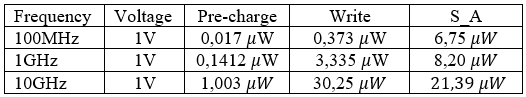 Frequency Voltage Pre-charge Write S_A
100MHz 1V 0,017 μW 0,373 μW 6,75 μW
1GHz 1V 0,1412 μW 3,335 μW 8,20 μW
10GHz 1V 1,003 μW 30,25 μW 21,39 μW